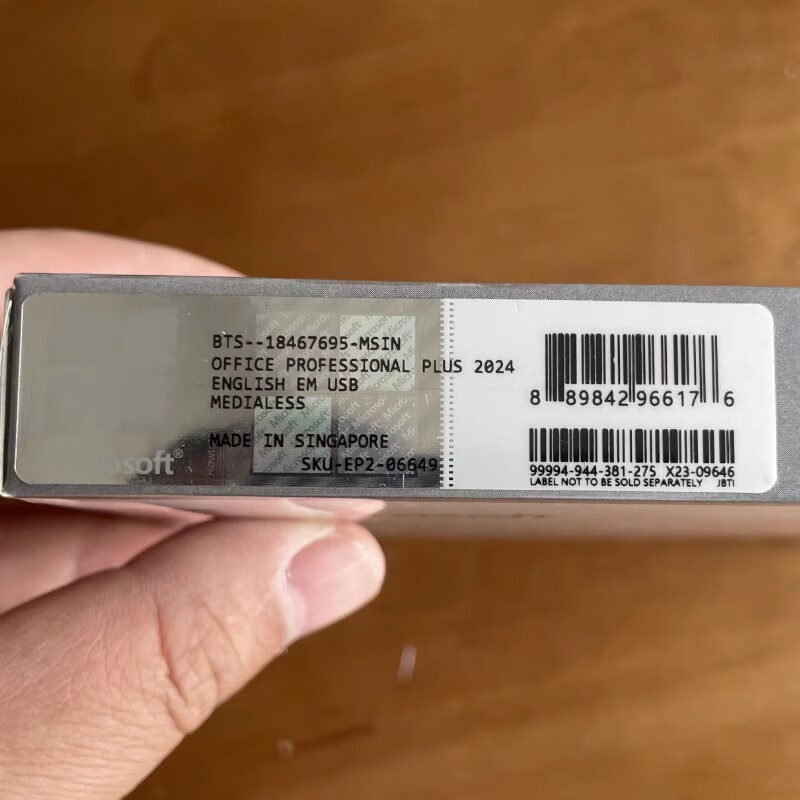 BTS--18467695-MSIN
OFFICE PROFESSIONAL PLUS 2024
ENGLISH EM USB
MEDIALESS
MADE IN SINGAPORE
SKU-EP2-06649
osoft®
8 89842 96617 6
99994-944-381-275 X23-09646
LABEL NOT TO BE SOLD SEPARATELY JBTI